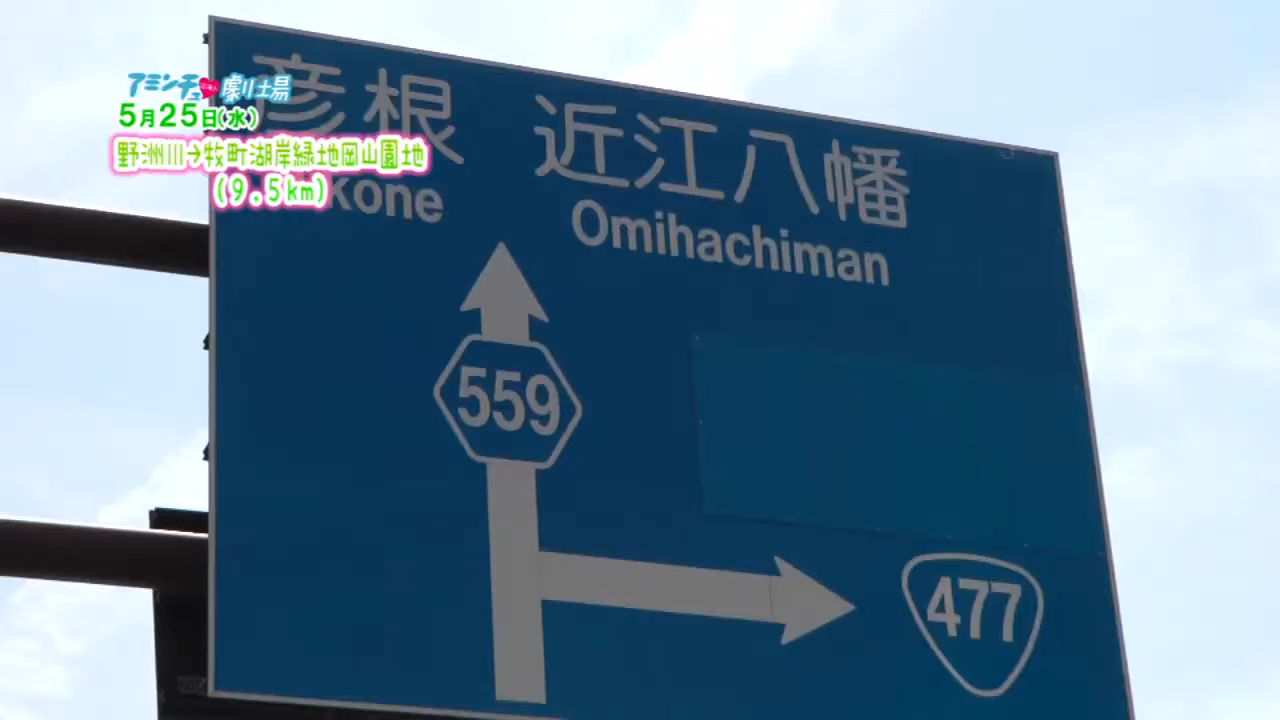 アミンチュ劇場
5月25日(水)
野洲川→牧町湖岸緑地岡山園地
(9.5km)
彦根 近江八幡
kone Omihachiman
559
477